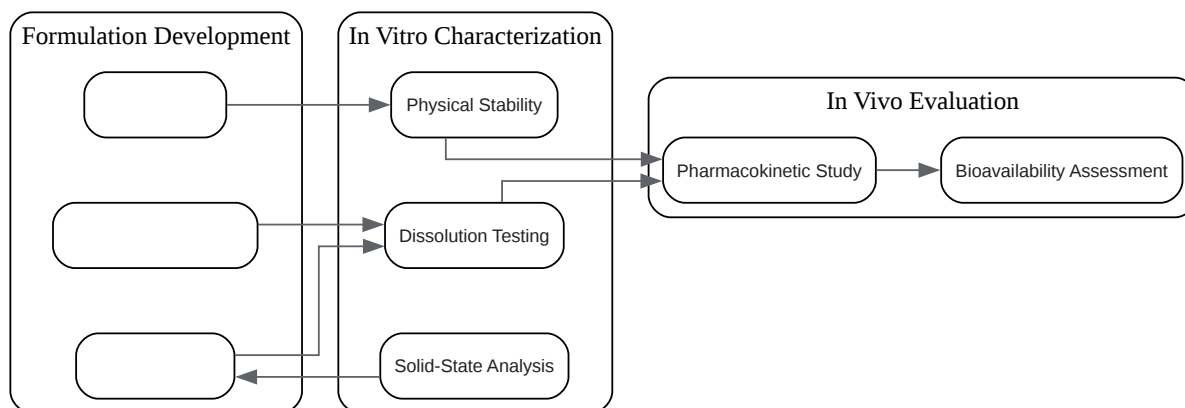 Formulation Development
In Vitro Characterization
In Vivo Evaluation
Physical Stability
Pharmacokinetic Study
Bioavailability Assessment
Dissolution Testing
Solid-State Analysis